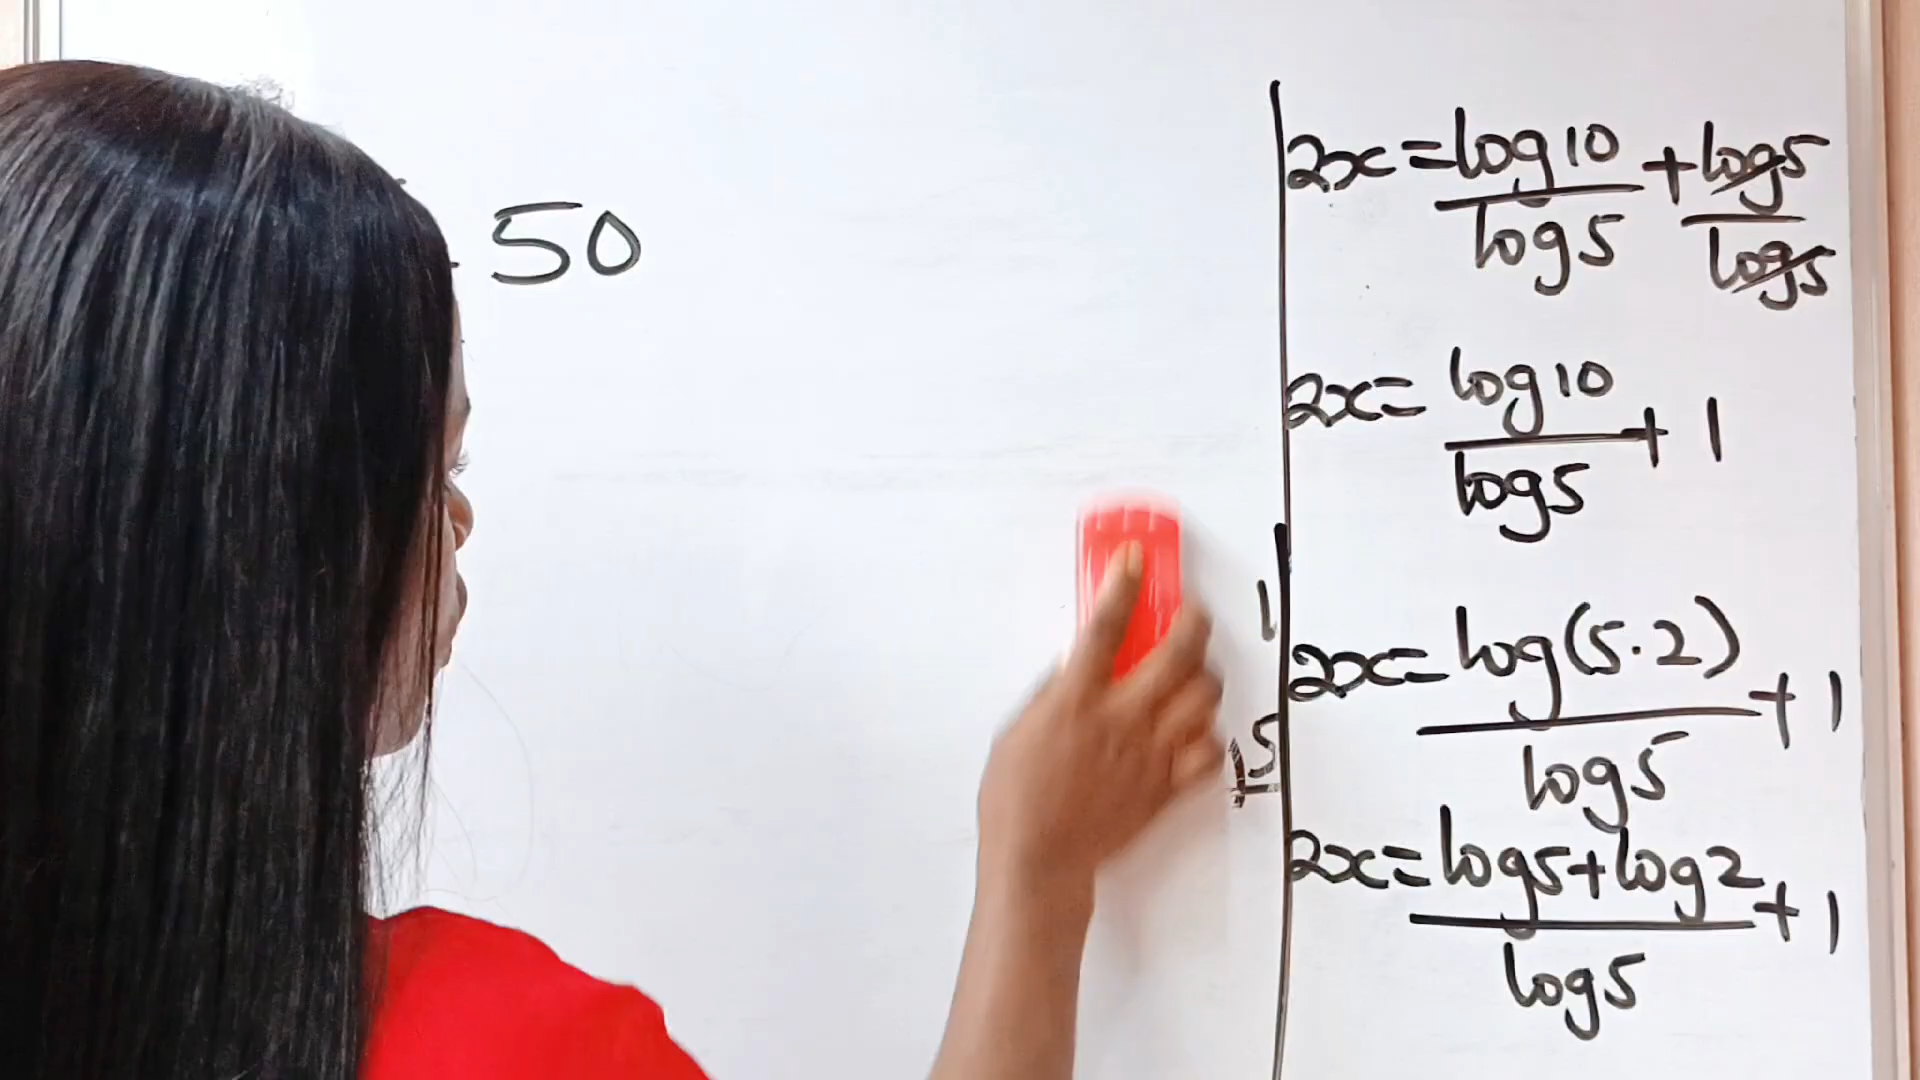 50
2x = log10/log5 + log5/log5
2x = log10/log5 + 1
2x = log(5.2)/log5 + 1
2x = log5+log2/log5 + 1